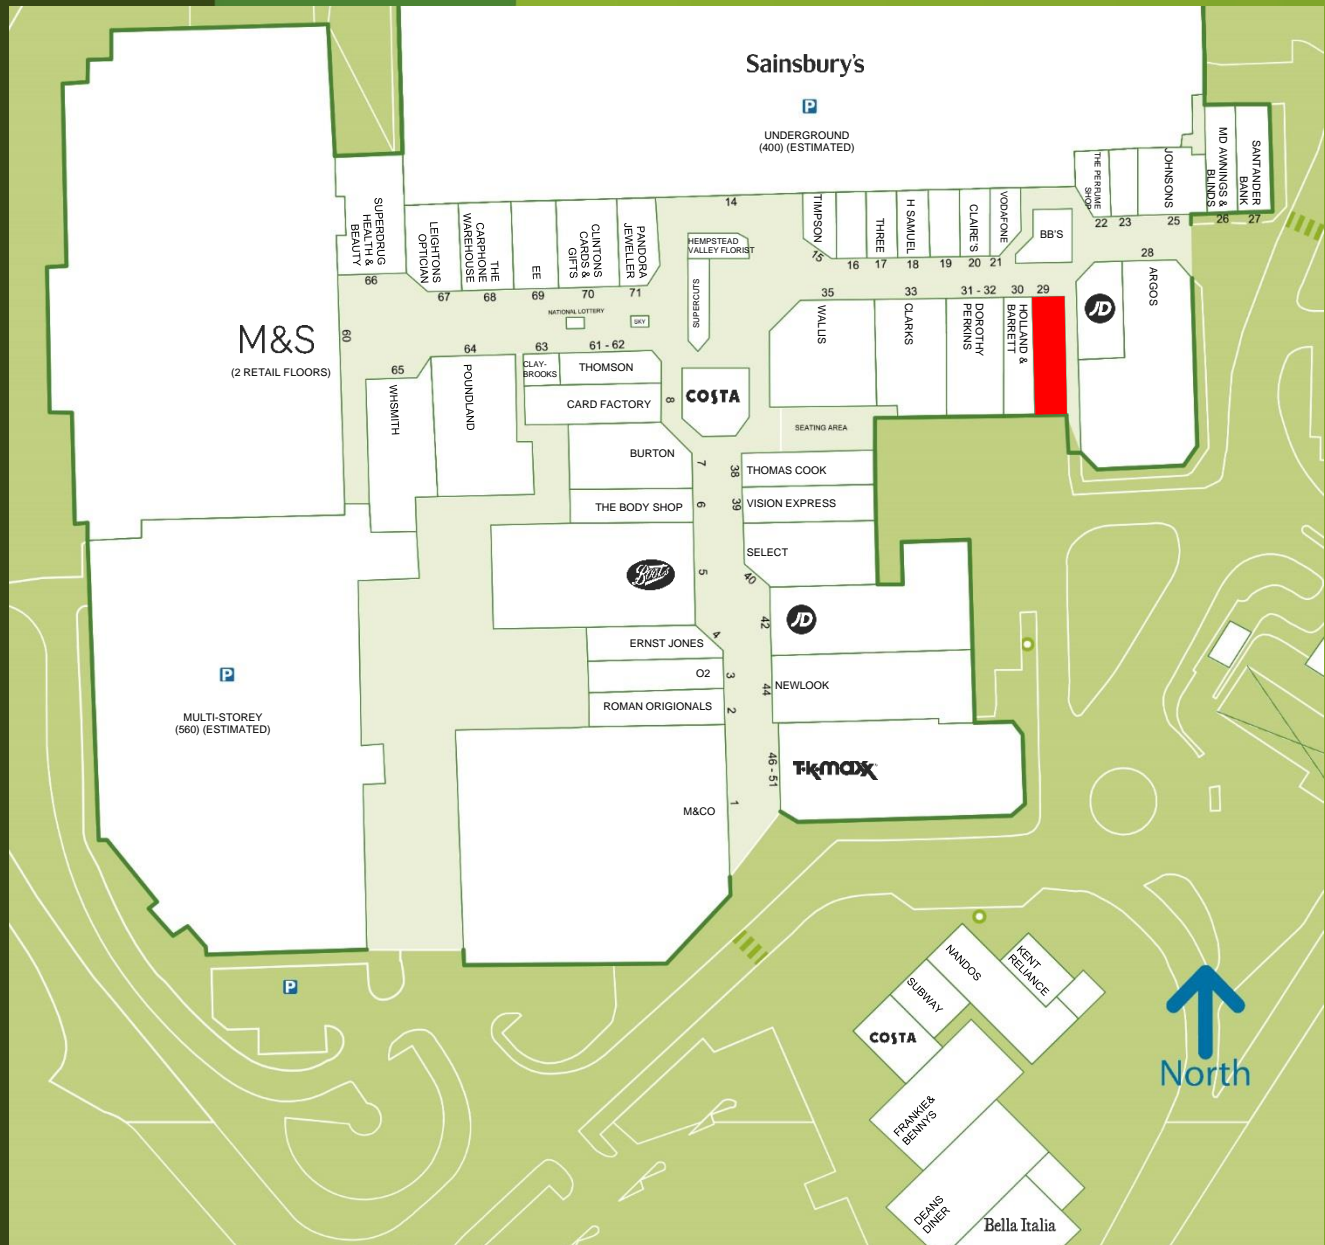 Sainsbury's
P
UNDERGROUND
(400) (ESTIMATED)
MD AWNINGS &
BLINDS
SANTANDER
BANK
THE PERFUME
SHOP
JOHNSONS
22
23
25
26
27
14
TIMPSON
THREE
H SAMUEL
CLAIRE'S
VODAFONE
BB'S
15
16
17
18
19
20
21
28
SUPERDRUG
HEALTH &
BEAUTY
LEIGHTONS
OPTICIAN
THE
CARPHONE
WAREHOUSE
EE
CLINTONS
CARDS &
GIFTS
PANDORA
JEWELLER
66
67
68
69
70
71
HEMPSTEAD
VALLEY FLORIST
SUPERCUTS
NATIONAL LOTTERY
SKY
35
33
31 - 32
30
29
WALLIS
CLARKS
DOROTHY
PERKINS
HOLLAND &
BARRETT
JD
ARGOS
M&S
(2 RETAIL FLOORS)
60
65
64
63
61 - 62
WHSMITH
POUNDLAND
CLAY-
BROOKS
THOMSON
CARD FACTORY
8
COSTA
SEATING AREA
BURTON
7
38
THOMAS COOK
THE BODY SHOP
6
39
VISION EXPRESS
Boots
5
SELECT
40
ERNST JONES
4
42
JD
O2
3
44
NEWLOOK
ROMAN ORIGIONALS
2
P
MULTI-STOREY
(560) (ESTIMATED)
46 - 51
TK-maxx
M&CO
1
P
NANDOS
KENT
RELIANCE
SUBWAY
COSTA
FRANKIE&
BENNYS
DEANS
DINER
Bella Italia
North